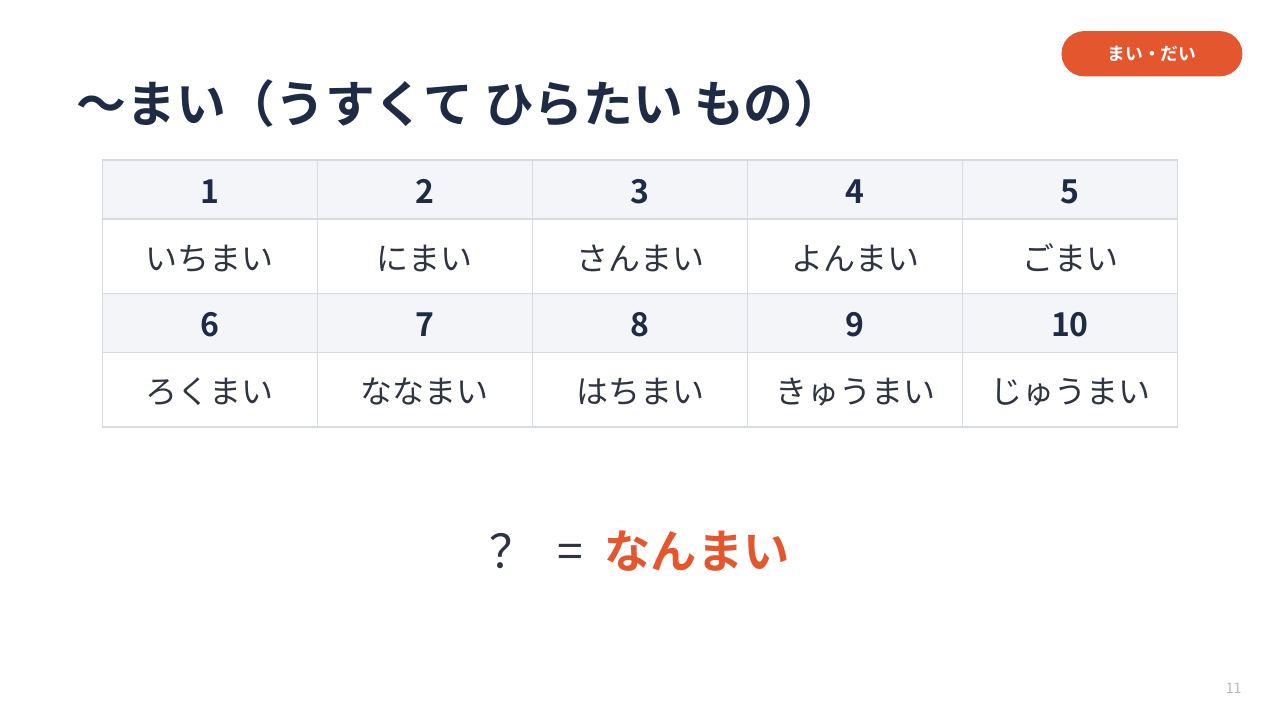 まい・だい
～まい（うすくて ひらたい もの）
1 2 3 4 5
いちまい にまい さんまい よんまい ごまい
6 7 8 9 10
ろくまい ななまい はちまい きゅうまい じゅうまい
？ = なんまい
11